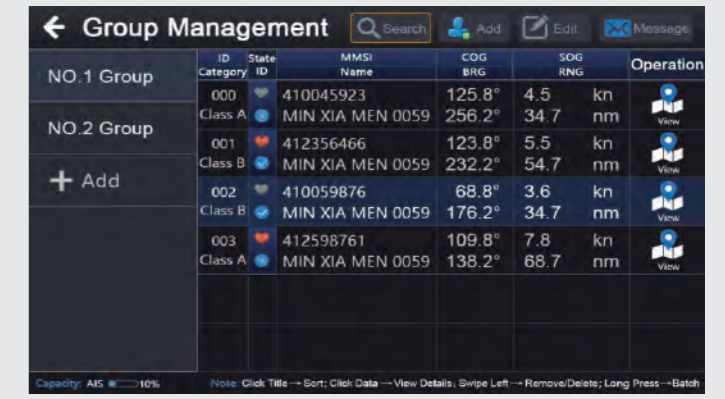 Group Management Search Add Edit Message
ID State MMSI COG SOG Operation
Category ID Name BRG RNG
NO.1 Group
NO.2 Group
Add
000 410045923 125.8° 4.5 kn
Class A MIN XIA MEN 0059 256.2° 34.7 nm View
001 412356466 123.8° 5.5 kn
Class B MIN XIA MEN 0059 232.2° 54.7 nm View
002 410059876 68.8° 3.6 kn
Class B MIN XIA MEN 0059 176.2° 34.7 nm View
003 412598761 109.8° 7.8 kn
Class A MIN XIA MEN 0059 138.2° 68.7 nm View
Capacity: AIS 10% Note: Click Title→Sort; Click Data→View Details; Swipe Left→Remove/Delete; Long Press→Batch